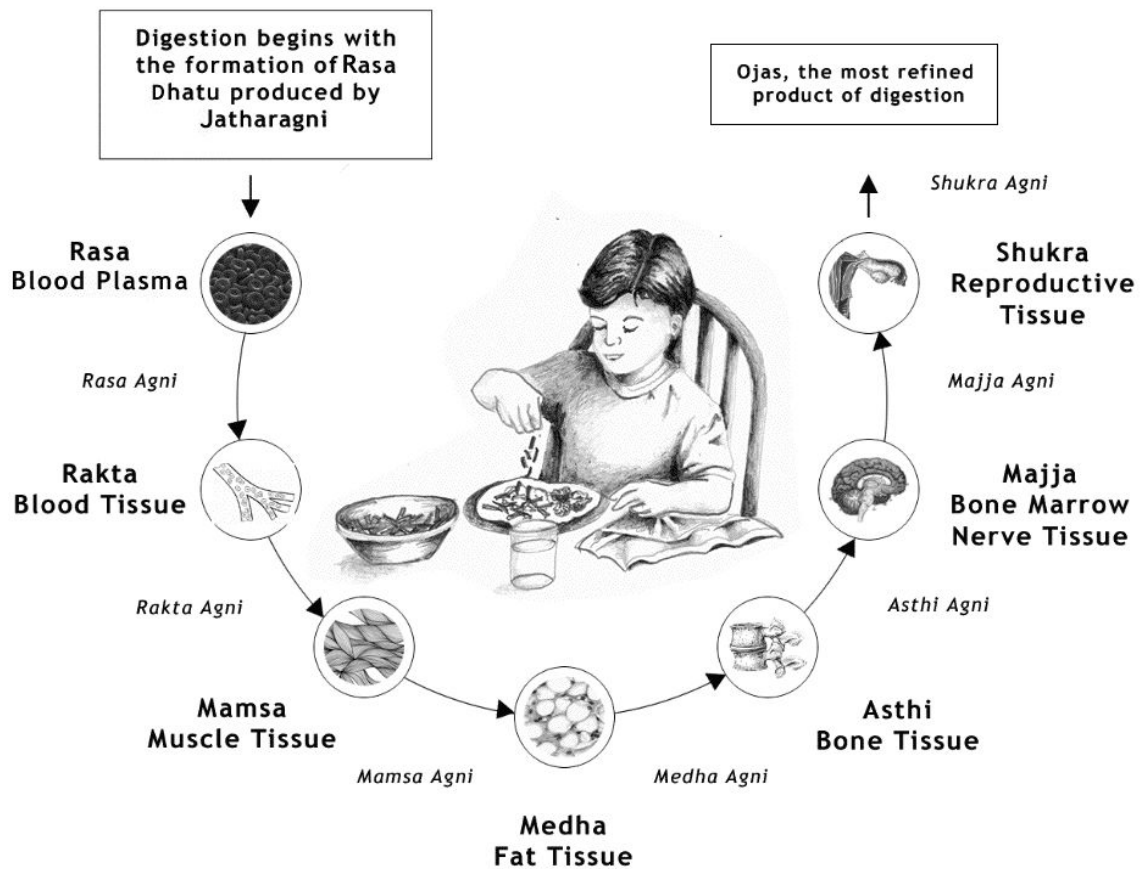 Digestion begins with
the formation of Rasa
Dhatu produced by
Jatharagni
Ojas, the most refined
product of digestion
Shukra Agni
Rasa
Blood Plasma
Shukra
Reproductive
Tissue
Rasa Agni
Majja Agni
Rakta
Blood Tissue
Majja
Bone Marrow
Nerve Tissue
Rakta Agni
Asthi Agni
Mamsa
Muscle Tissue
Asthi
Bone Tissue
Mamsa Agni
Medha Agni
Medha
Fat Tissue